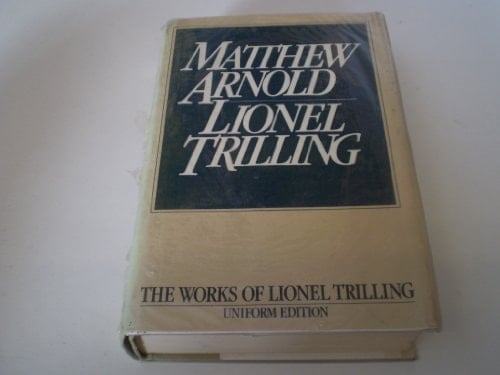 MATTHEW
ARNOLD
LIONEL
TRILLING
THE WORKS OF LIONEL TRILLING
UNIFORM EDITION